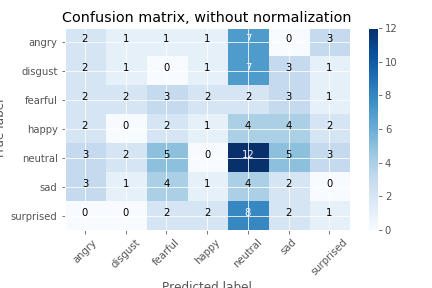 Confusion matrix, without normalization
angry 2 1 1 1 7 0 3
disgust 2 1 0 1 7 3 1
fearful 2 2 3 2 2 3 1
happy 2 0 2 1 4 4 2
neutral 3 2 5 0 12 5 3
sad 3 1 4 1 4 2 0
surprised 0 0 2 2 8 2 1
angry disgust fearful happy neutral sad surprised
Predicted label
True label
12
10
8
6
4
2
0